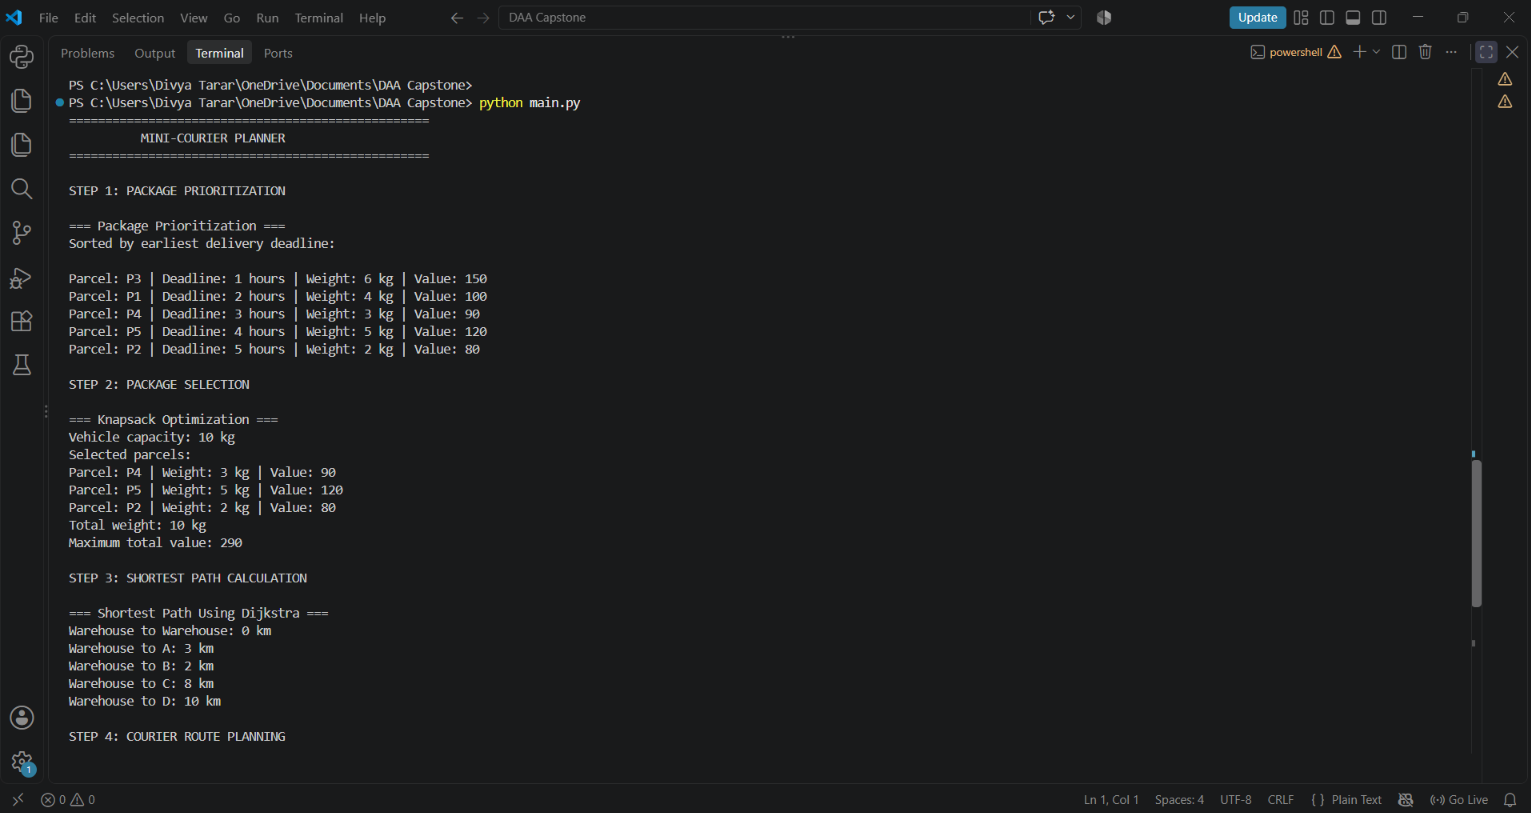 File Edit Selection View Go Run Terminal Help
DAA Capstone
Update
Problems Output Terminal Ports
powershell
PS C:\Users\Divya Tarar\OneDrive\Documents\DAA Capstone>
PS C:\Users\Divya Tarar\OneDrive\Documents\DAA Capstone> python main.py
==================================================
MINI-COURIER PLANNER
==================================================
STEP 1: PACKAGE PRIORITIZATION
=== Package Prioritization ===
Sorted by earliest delivery deadline:
Parcel: P3 | Deadline: 1 hours | Weight: 6 kg | Value: 150
Parcel: P1 | Deadline: 2 hours | Weight: 4 kg | Value: 100
Parcel: P4 | Deadline: 3 hours | Weight: 3 kg | Value: 90
Parcel: P5 | Deadline: 4 hours | Weight: 5 kg | Value: 120
Parcel: P2 | Deadline: 5 hours | Weight: 2 kg | Value: 80
STEP 2: PACKAGE SELECTION
=== Knapsack Optimization ===
Vehicle capacity: 10 kg
Selected parcels:
Parcel: P4 | Weight: 3 kg | Value: 90
Parcel: P5 | Weight: 5 kg | Value: 120
Parcel: P2 | Weight: 2 kg | Value: 80
Total weight: 10 kg
Maximum total value: 290
STEP 3: SHORTEST PATH CALCULATION
=== Shortest Path Using Dijkstra ===
Warehouse to Warehouse: 0 km
Warehouse to A: 3 km
Warehouse to B: 2 km
Warehouse to C: 8 km
Warehouse to D: 10 km
STEP 4: COURIER ROUTE PLANNING
1
0 0
Ln 1, Col 1 Spaces: 4 UTF-8 CRLF { } Plain Text Go Live